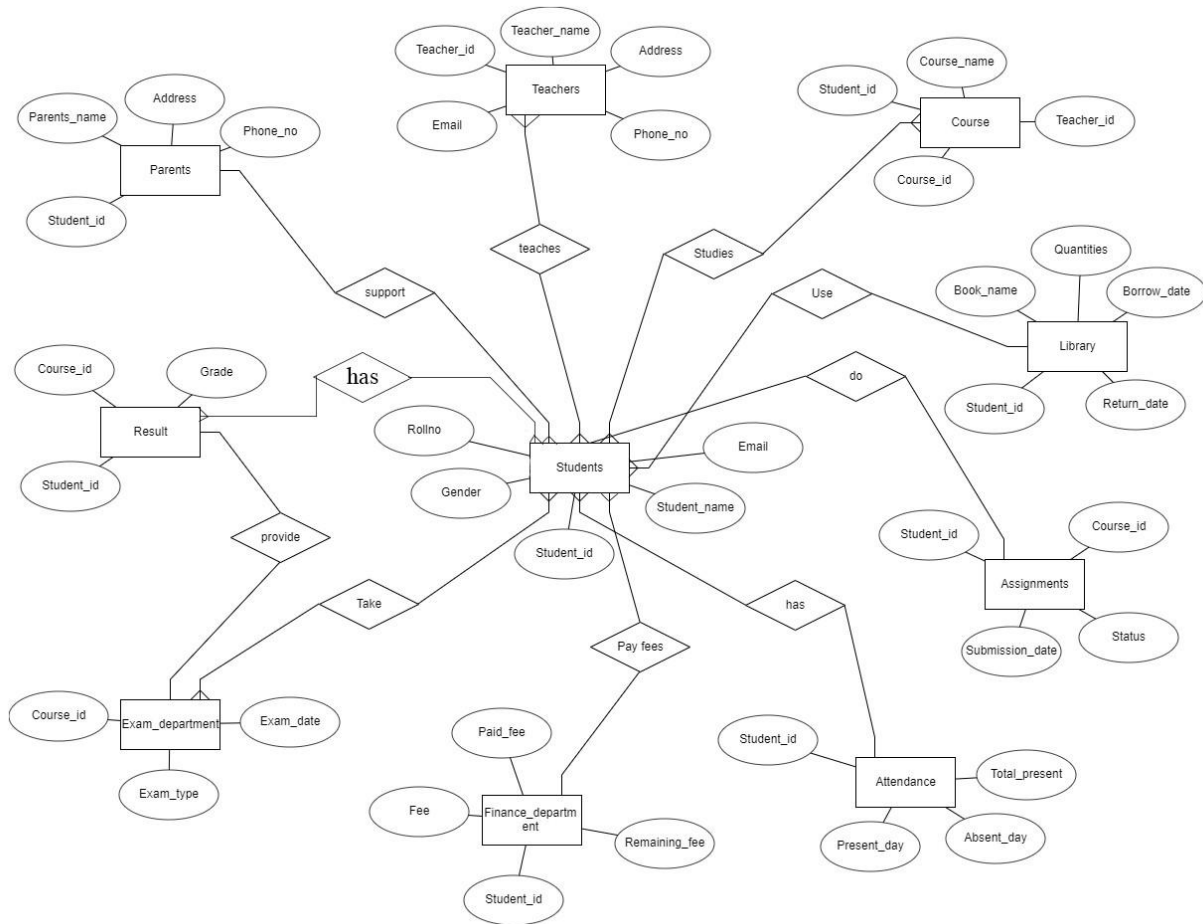 Teacher_name
Teacher_id
Address
Teachers
Email
Phone_no
Course_name
Student_id
Course
Teacher_id
Course_id
Address
Parents_name
Phone_no
Parents
Student_id
teaches
Studies
support
Use
Quantities
Book_name
Borrow_date
Library
Student_id
Return_date
Course_id
Grade
has
Result
Student_id
do
Rollno
Email
Students
Gender
Student_name
Student_id
provide
Student_id
Course_id
Assignments
Submission_date
Status
Take
has
Pay fees
Course_id
Exam_department
Exam_date
Exam_type
Paid_fee
Fee
Finance_departm
ent
Remaining_fee
Student_id
Student_id
Attendance
Total_present
Present_day
Absent_day